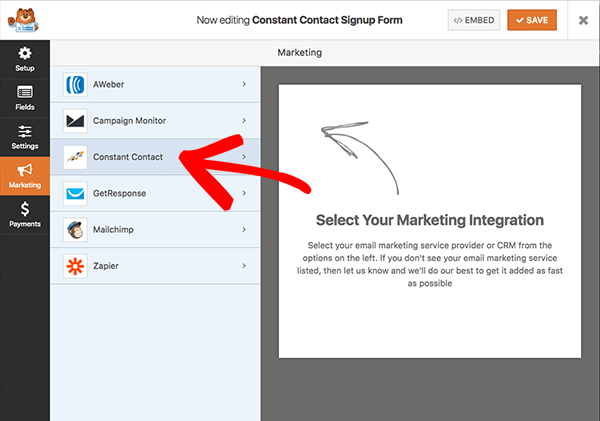 Now editing Constant Contact Signup Form
</> EMBED
✓ SAVE
Marketing
Setup
Fields
Settings
Marketing
Payments
AWeber
Campaign Monitor
Constant Contact
GetResponse
Mailchimp
Zapier
Select Your Marketing Integration
Select your email marketing service provider or CRM from the
options on the left. If you don't see your email marketing service
listed, then let us know and we'll do our best to get it added as fast
as possible